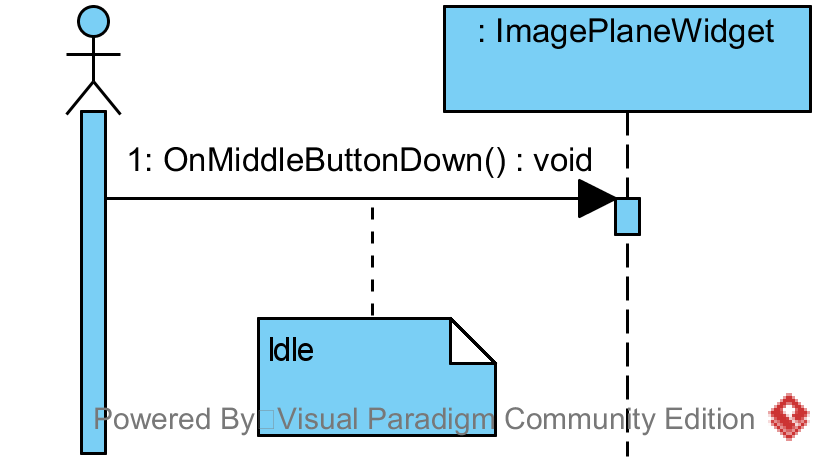 : ImagePlaneWidget
1: OnMiddleButtonDown() : void
Idle
Powered By Visual Paradigm Community Edition